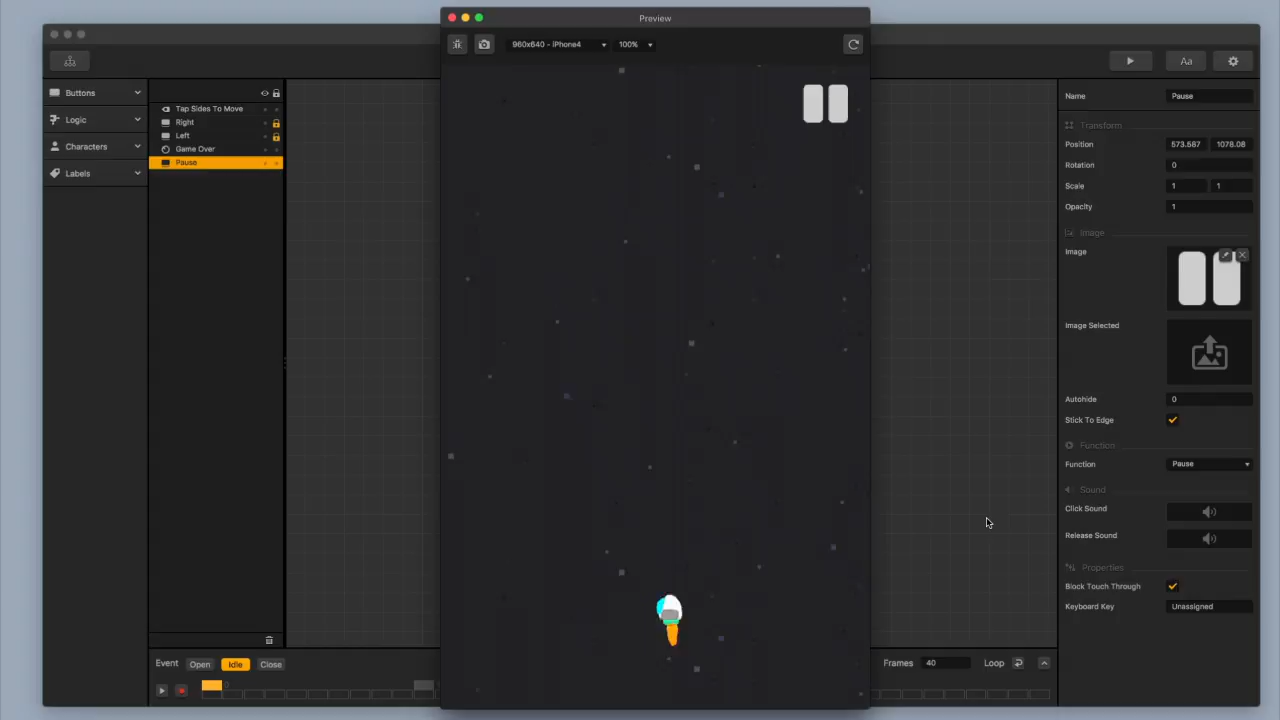 Preview
960x640 - iPhone4
100%
Aa
Buttons
Logic
Characters
Labels
Tap Sides To Move
Right
Left
Game Over
Pause
Name
Pause
Transform
Position
573.587
1078.08
Rotation
0
Scale
1
1
Opacity
1
Image
Image
Image Selected
Autohide
0
Stick To Edge
Function
Function
Pause
Sound
Click Sound
Release Sound
Properties
Block Touch Through
Keyboard Key
Unassigned
Event
Open
Idle
Close
Frames
40
Loop
0